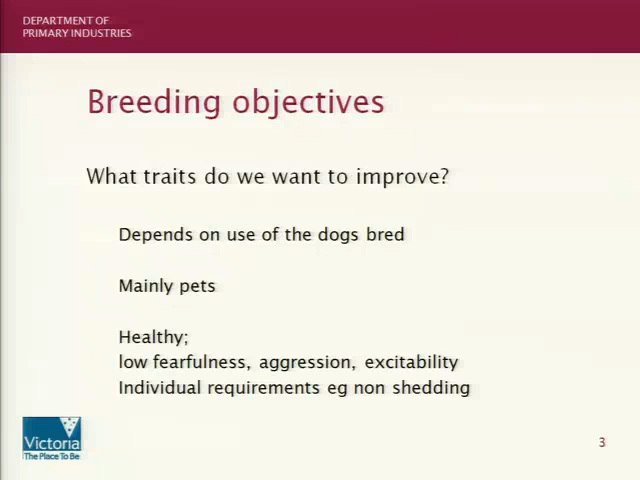 DEPARTMENT OF
PRIMARY INDUSTRIES
Breeding objectives
What traits do we want to improve?
Depends on use of the dogs bred
Mainly pets
Healthy;
low fearfulness, aggression, excitability
Individual requirements eg non shedding
Victoria
The Place To Be
3